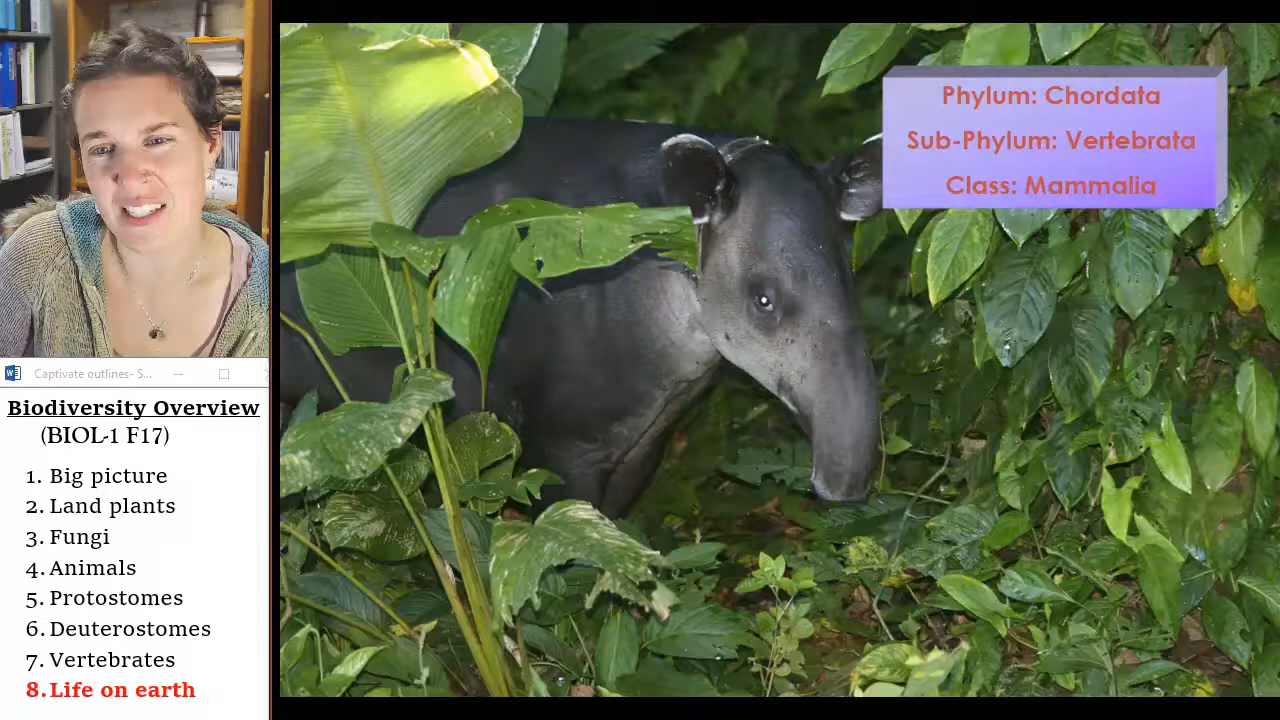 Phylum: Chordata
Sub-Phylum: Vertebrata
Class: Mammalia
Captivate outlines- S...
Biodiversity Overview
(BIOL-1 F17)
1. Big picture
2. Land plants
3. Fungi
4. Animals
5. Protostomes
6. Deuterostomes
7. Vertebrates
8. Life on earth